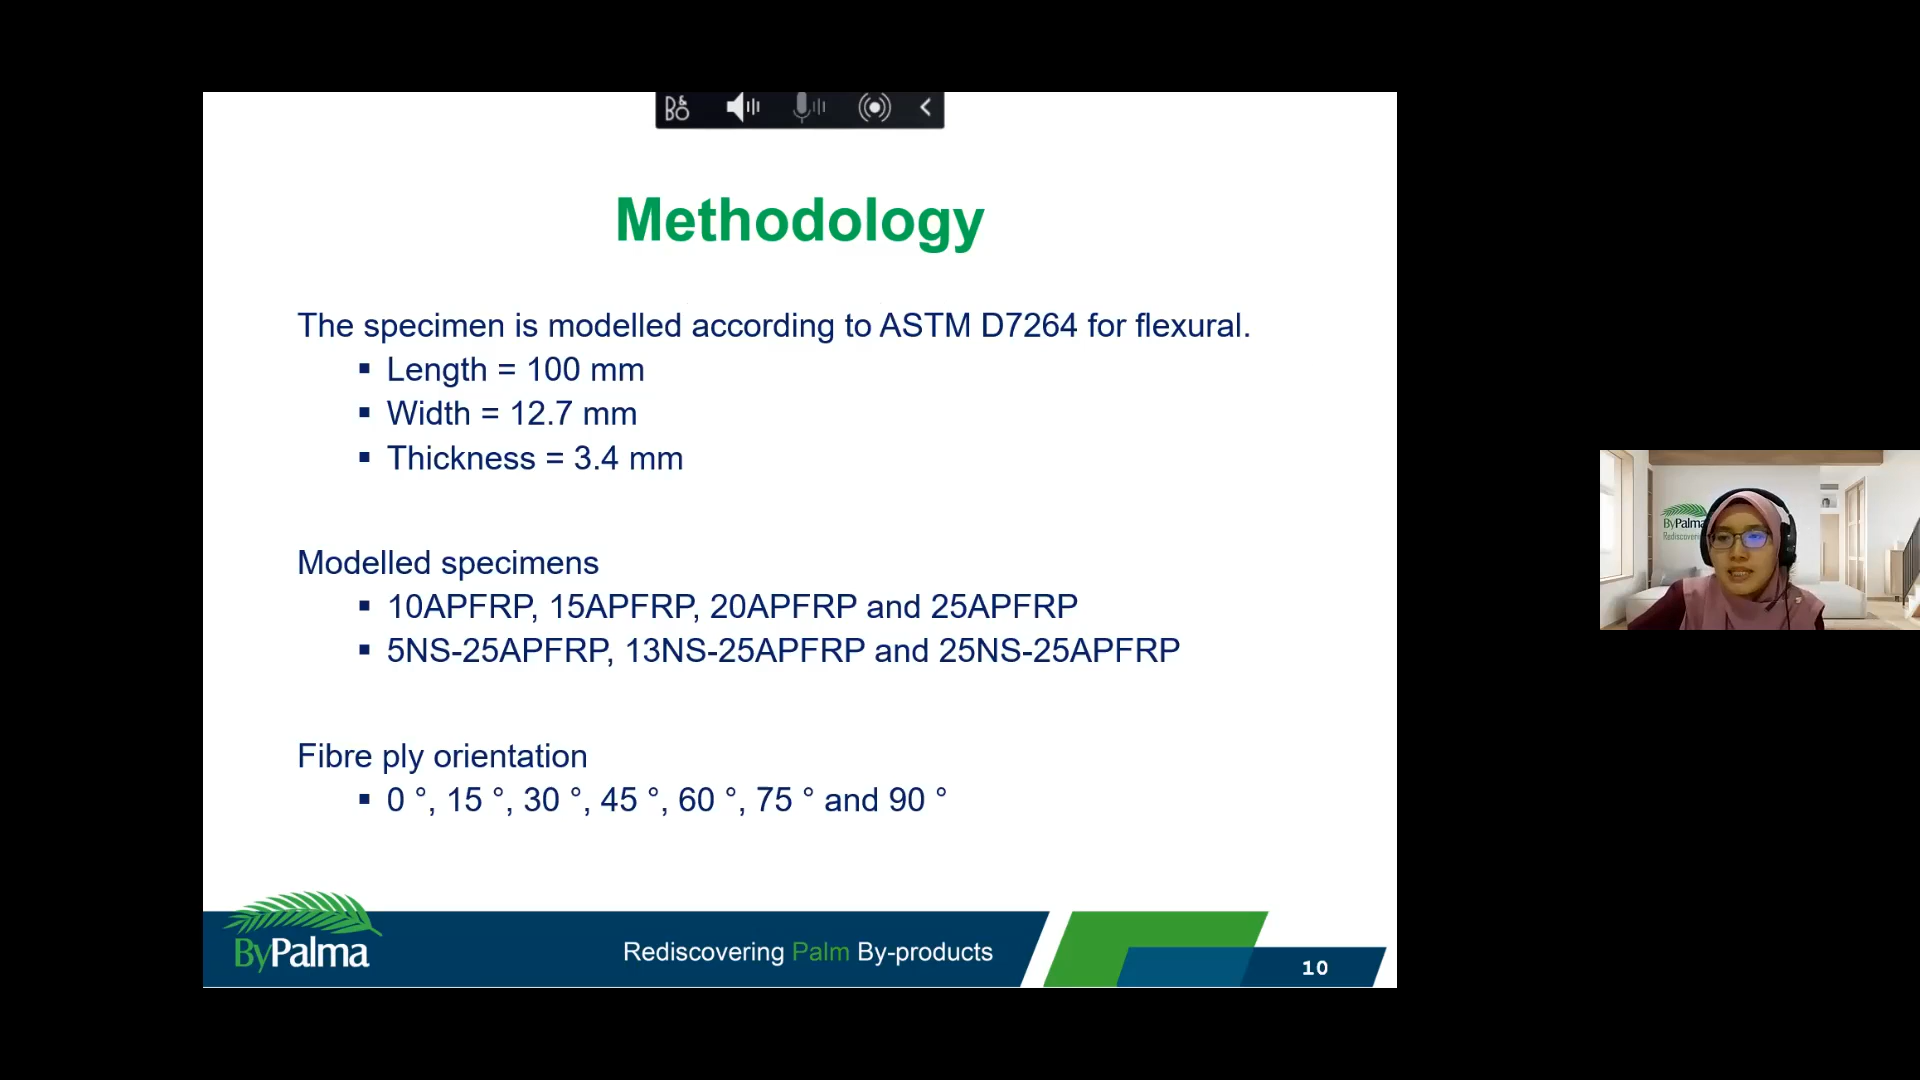 B&O
Methodology
The specimen is modelled according to ASTM D7264 for flexural.
▪ Length = 100 mm
▪ Width = 12.7 mm
▪ Thickness = 3.4 mm
Modelled specimens
▪ 10APFRP, 15APFRP, 20APFRP and 25APFRP
▪ 5NS-25APFRP, 13NS-25APFRP and 25NS-25APFRP
Fibre ply orientation
▪ 0 °, 15 °, 30 °, 45 °, 60 °, 75 ° and 90 °
ByPalma
Rediscovering Palm By-products
10
ByPalma